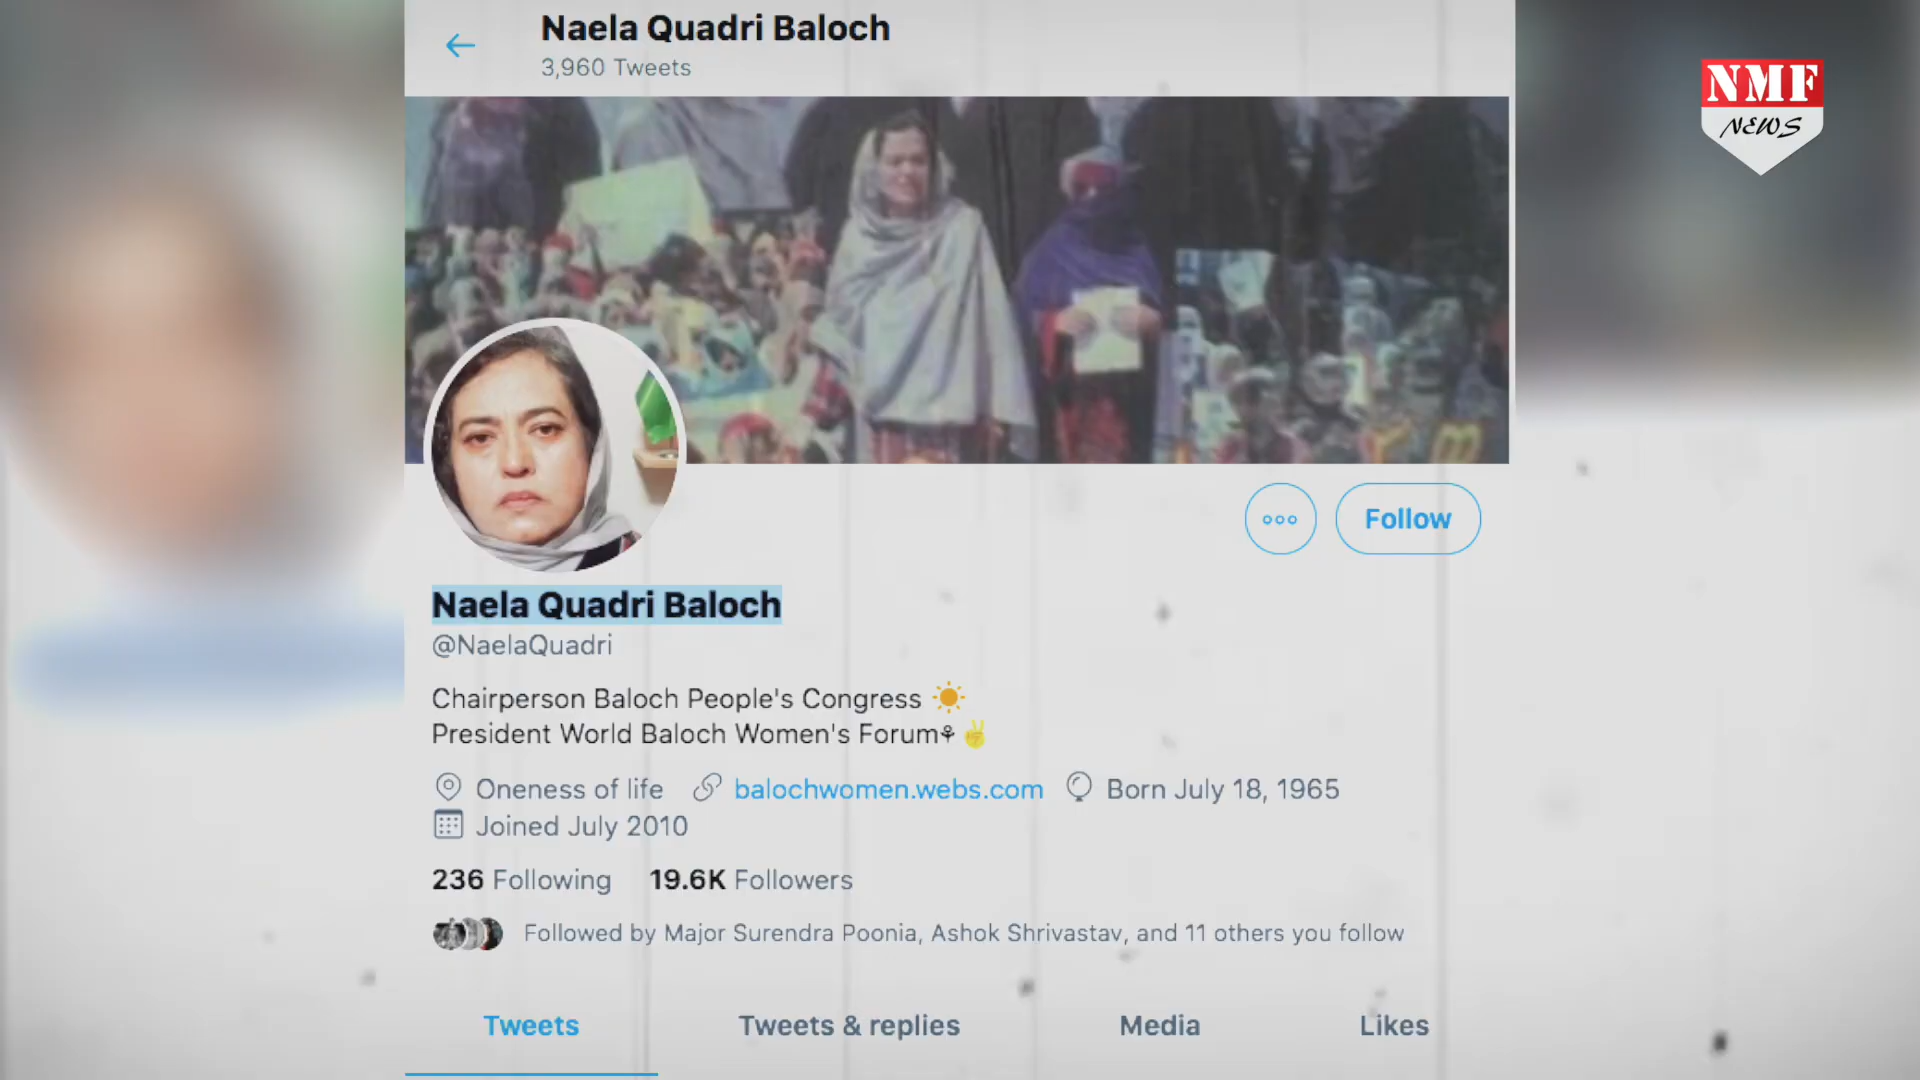 Naela Quadri Baloch
3,960 Tweets
NMF
NEWS
Follow
Naela Quadri Baloch
@NaelaQuadri
Chairperson Baloch People's Congress ☀️
President World Baloch Women's Forum⚘✌️
Oneness of life balochwomen.webs.com Born July 18, 1965
Joined July 2010
236 Following 19.6K Followers
Followed by Major Surendra Poonia, Ashok Shrivastav, and 11 others you follow
Tweets Tweets & replies Media Likes